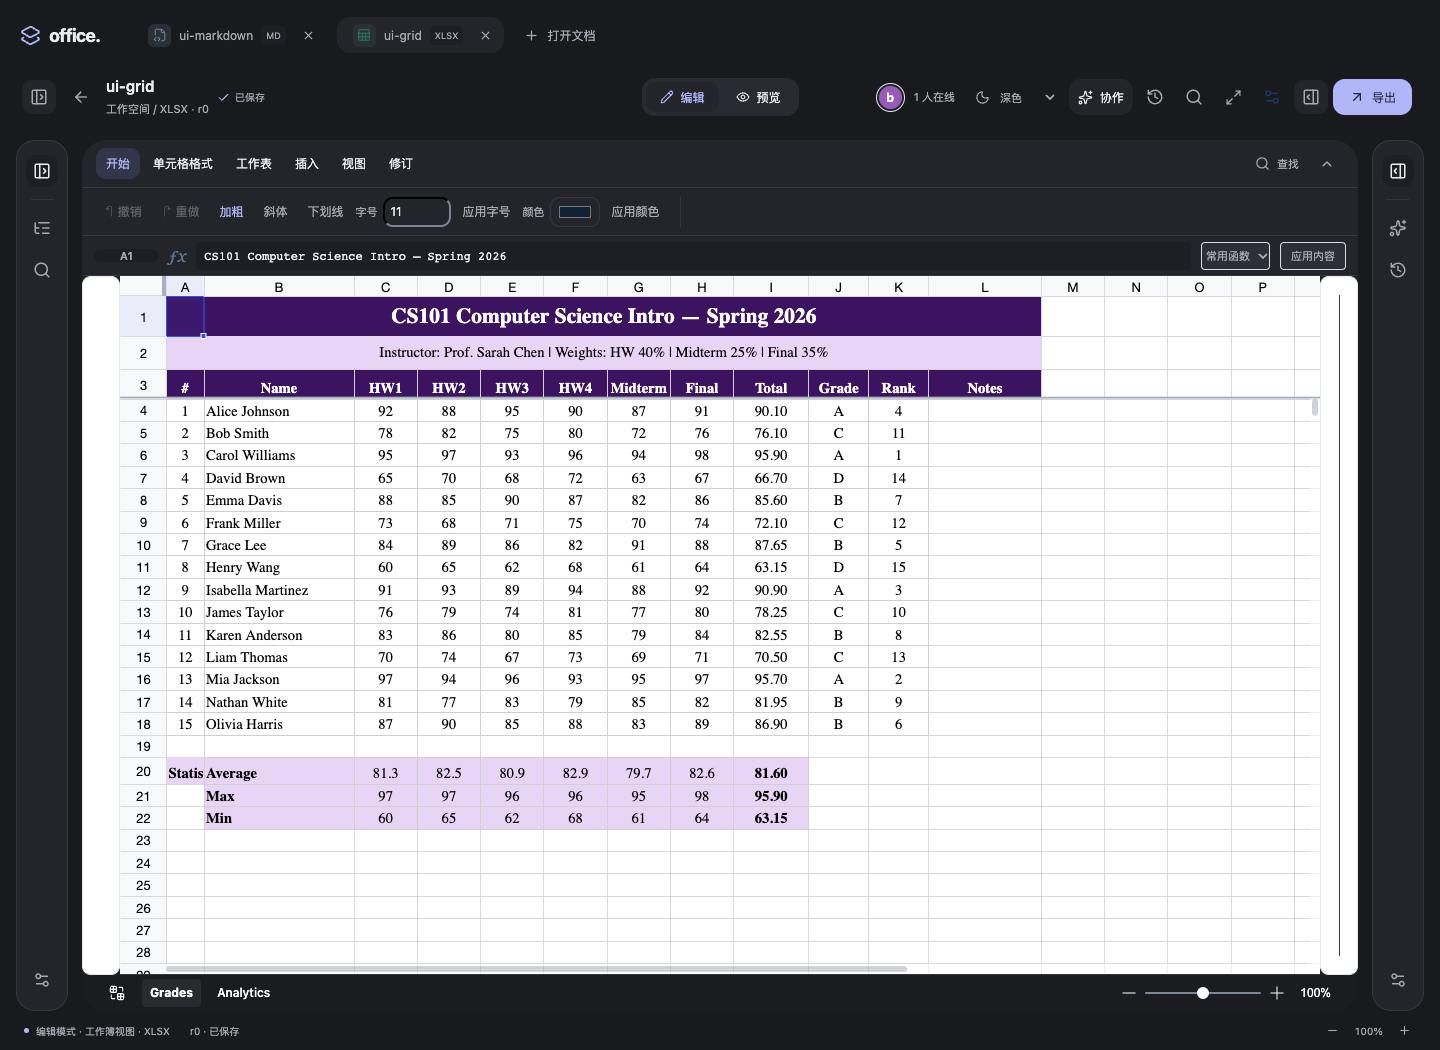 office.
ui-markdown MD
ui-grid XLSX
打开文档
ui-grid
已保存
工作空间 / XLSX · r0
编辑 预览
b 1 人在线 深色 协作 导出
开始 单元格格式 工作表 插入 视图 修订 查找
撤销 重做 加粗 斜体 下划线 字号 11 应用字号 颜色 应用颜色
A1 fx CS101 Computer Science Intro — Spring 2026 常用函数 应用内容
A B C D E F G H I J K L M N O P
1 CS101 Computer Science Intro — Spring 2026
2 Instructor: Prof. Sarah Chen | Weights: HW 40% | Midterm 25% | Final 35%
3 # Name HW1 HW2 HW3 HW4 Midterm Final Total Grade Rank Notes
4 1 Alice Johnson 92 88 95 90 87 91 90.10 A 4
5 2 Bob Smith 78 82 75 80 72 76 76.10 C 11
6 3 Carol Williams 95 97 93 96 94 98 95.90 A 1
7 4 David Brown 65 70 68 72 63 67 66.70 D 14
8 5 Emma Davis 88 85 90 87 82 86 85.60 B 7
9 6 Frank Miller 73 68 71 75 70 74 72.10 C 12
10 7 Grace Lee 84 89 86 82 91 88 87.65 B 5
11 8 Henry Wang 60 65 62 68 61 64 63.15 D 15
12 9 Isabella Martinez 91 93 89 94 88 92 90.90 A 3
13 10 James Taylor 76 79 74 81 77 80 78.25 C 10
14 11 Karen Anderson 83 86 80 85 79 84 82.55 B 8
15 12 Liam Thomas 70 74 67 73 69 71 70.50 C 13
16 13 Mia Jackson 97 94 96 93 95 97 95.70 A 2
17 14 Nathan White 81 77 83 79 85 82 81.95 B 9
18 15 Olivia Harris 87 90 85 88 83 89 86.90 B 6
19
20 Statis Average 81.3 82.5 80.9 82.9 79.7 82.6 81.60
21 Max 97 97 96 96 95 98 95.90
22 Min 60 65 62 68 61 64 63.15
23
24
25
26
27
28
Grades Analytics 100%
编辑模式 · 工作簿视图 · XLSX r0 · 已保存 100%